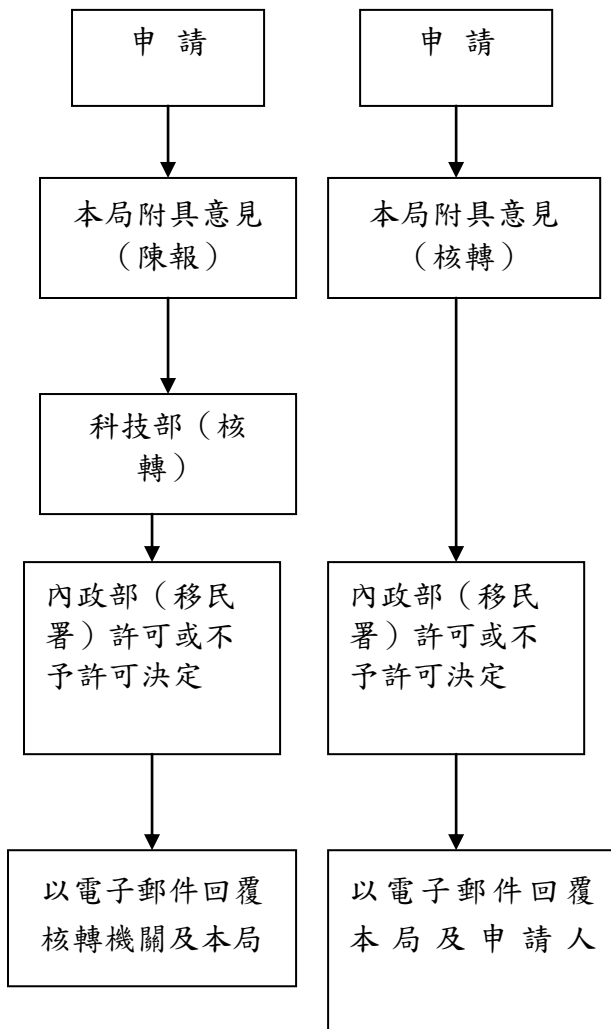 申 請
本局附具意見
（陳報）
科技部（核
轉）
內政部（移民
署）許可或不
予許可決定
以電子郵件回覆
核轉機關及本局
申 請
本局附具意見
（核轉）
內政部（移民
署）許可或不
予許可決定
以電子郵件回覆
本局及申請人